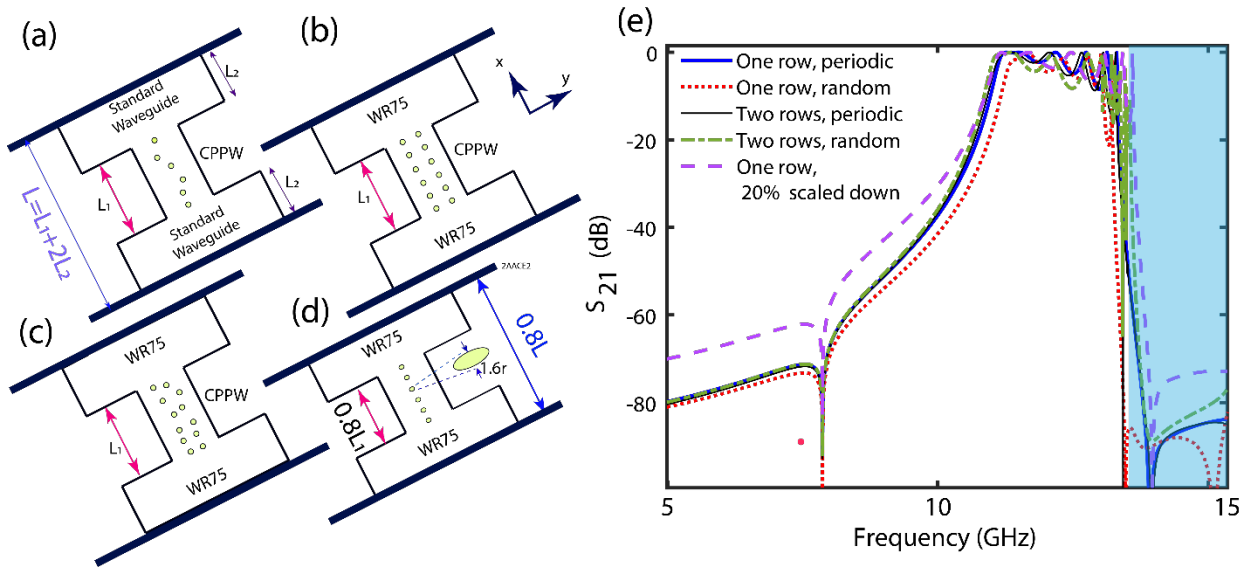 (a)
Standard
Waveguide
L₂
CPPW
L₁
L₂
Standard
Waveguide
L=L₁+2L₂
(b)
x
y
WR75
CPPW
L₁
WR75
(c)
WR75
CPPW
L₁
WR75
(d)
2AACE2
WR75
0.8L
1.6r
0.8L₁
WR75
(e)
0
-20
-40
-60
-80
S₂₁ (dB)
One row, periodic
One row, random
Two rows, periodic
Two rows, random
One row,
20% scaled down
5
10
15
Frequency (GHz)